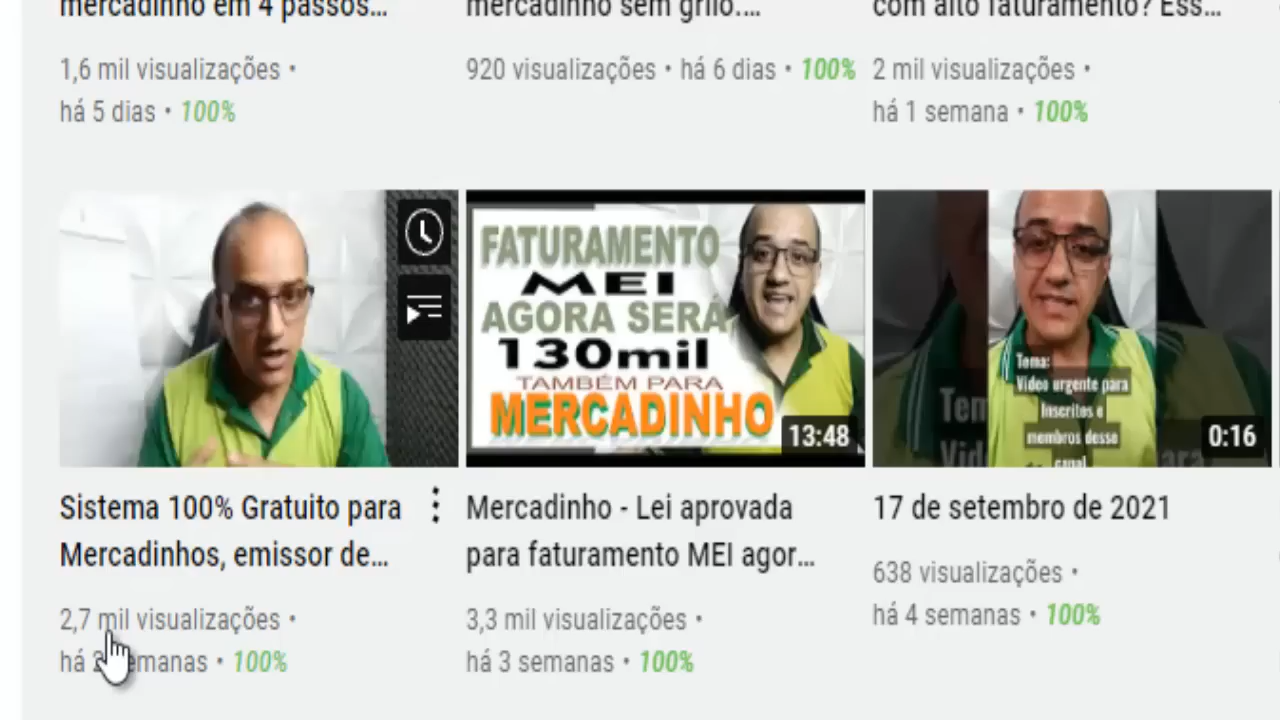 mercadinho em 4 passos...
mercadinho sem grilo....
com alto faturamento? Ess...
1,6 mil visualizações •
há 5 dias • 100%
920 visualizações • há 6 dias • 100%
2 mil visualizações •
há 1 semana • 100%
FATURAMENTO
MEI
AGORA SERÁ
130mil
TAMBÉM PARA
MERCADINHO
13:48
Tema:
Video urgente para
Inscritos e
membros desse
canal
0:16
Sistema 100% Gratuito para
Mercadinhos, emissor de...
2,7 mil visualizações •
há semanas • 100%
Mercadinho - Lei aprovada
para faturamento MEI agor...
3,3 mil visualizações •
há 3 semanas • 100%
17 de setembro de 2021
638 visualizações •
há 4 semanas • 100%